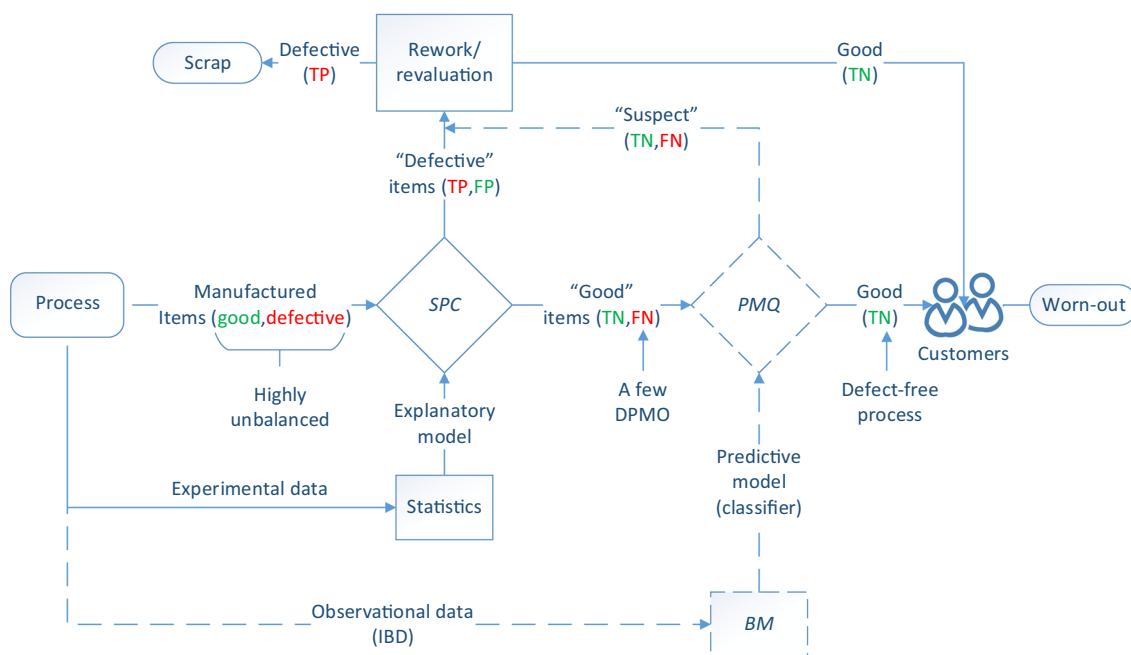 Scrap
Defective
(TP)
Rework/
revaluation
Good
(TN)
“Suspect”
(TN,FN)
“Defective”
items (TP,FP)
Process
Manufactured
Items (good,defective)
SPC
“Good”
items (TN,FN)
PMQ
Good
(TN)
Customers
Worn-out
Highly
unbalanced
Explanatory
model
A few
DPMO
Defect-free
process
Experimental data
Statistics
Predictive
model
(classifier)
Observational data
(IBD)
BM